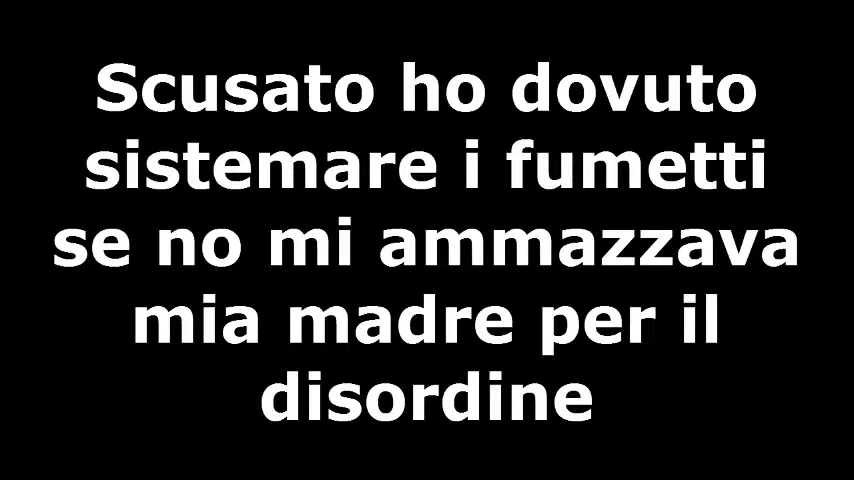 Scusato ho dovuto
sistemare i fumetti
se no mi ammazzava
mia madre per il
disordine